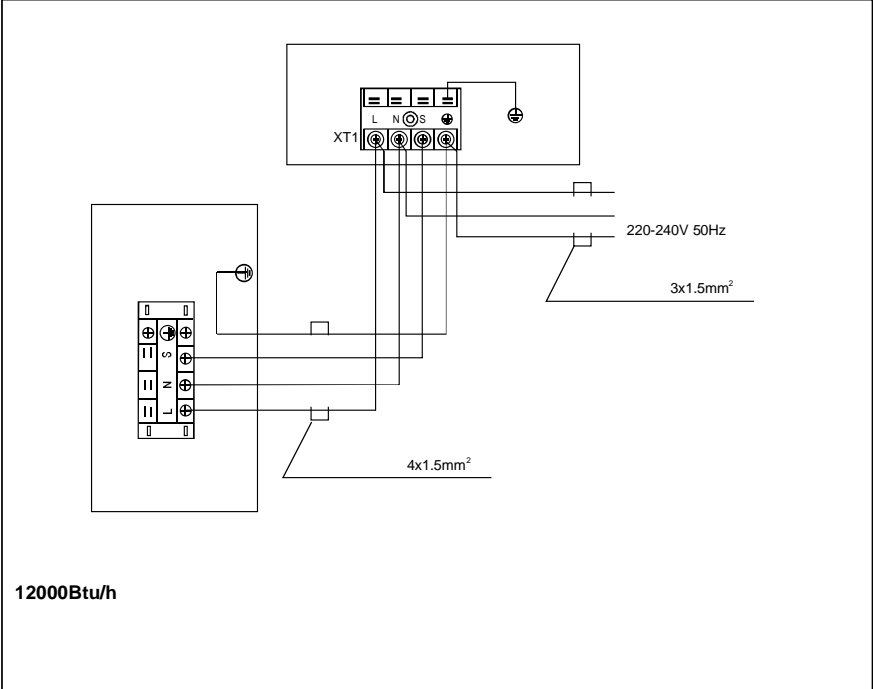 L N S
XT1
220-240V 50Hz
3x1.5mm²
S
N
L
4x1.5mm²
12000Btu/h